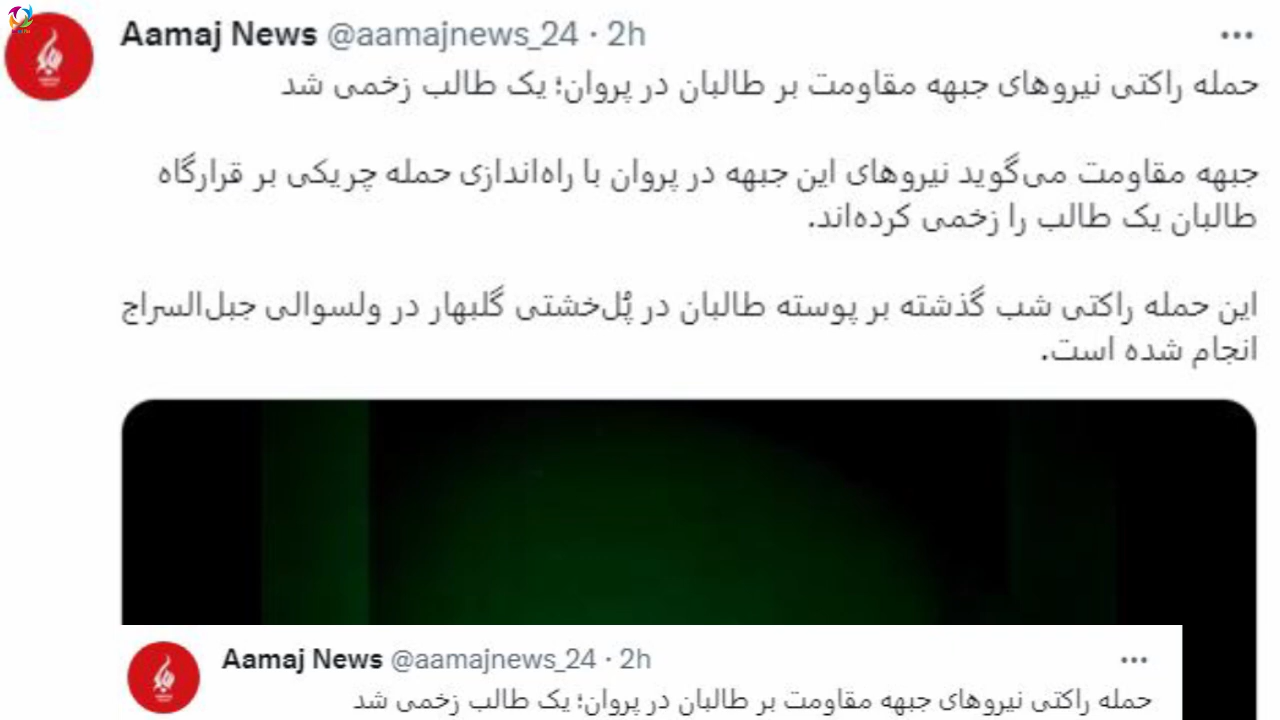 Aamaj News @aamajnews_24 · 2h
حمله راکتی نیروهای جبهه مقاومت بر طالبان در پروان؛ یک طالب زخمی شد
جبهه مقاومت می‌گوید نیروهای این جبهه در پروان با راه‌اندازی حمله چریکی بر قرارگاه
طالبان یک طالب را زخمی کرده‌اند.
این حمله راکتی شب گذشته بر پوسته طالبان در پُل‌خشتی گلبهار در ولسوالی جبل‌السراج
انجام شده است.
Aamaj News @aamajnews_24 · 2h
حمله راکتی نیروهای جبهه مقاومت بر طالبان در پروان؛ یک طالب زخمی شد